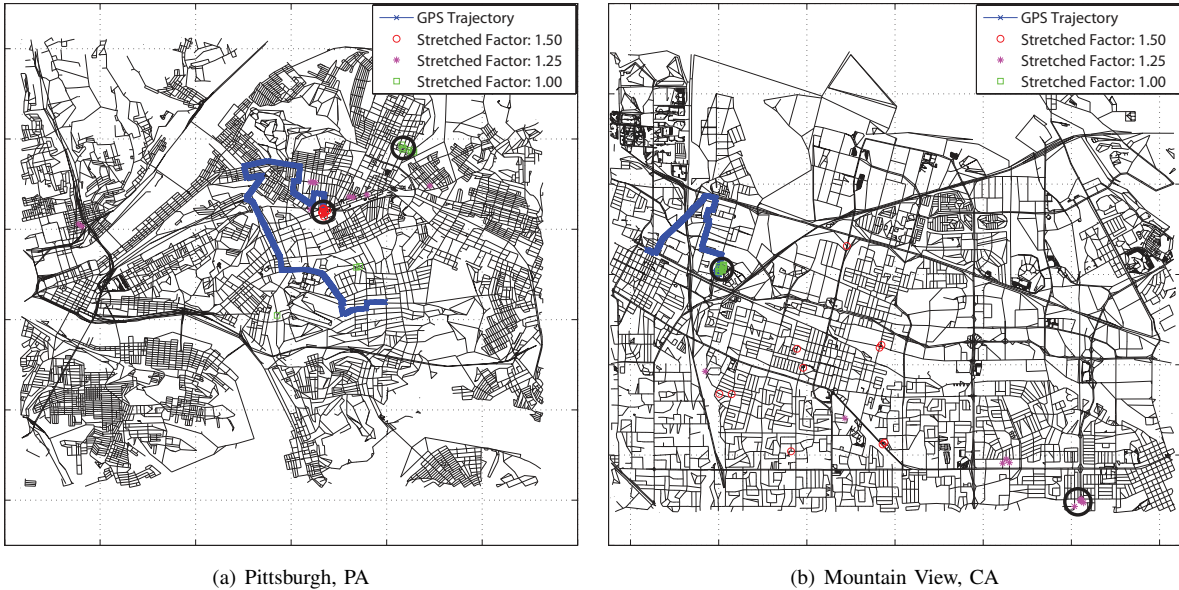 GPS Trajectory
Stretched Factor: 1.50
Stretched Factor: 1.25
Stretched Factor: 1.00
GPS Trajectory
Stretched Factor: 1.50
Stretched Factor: 1.25
Stretched Factor: 1.00
(a) Pittsburgh, PA
(b) Mountain View, CA